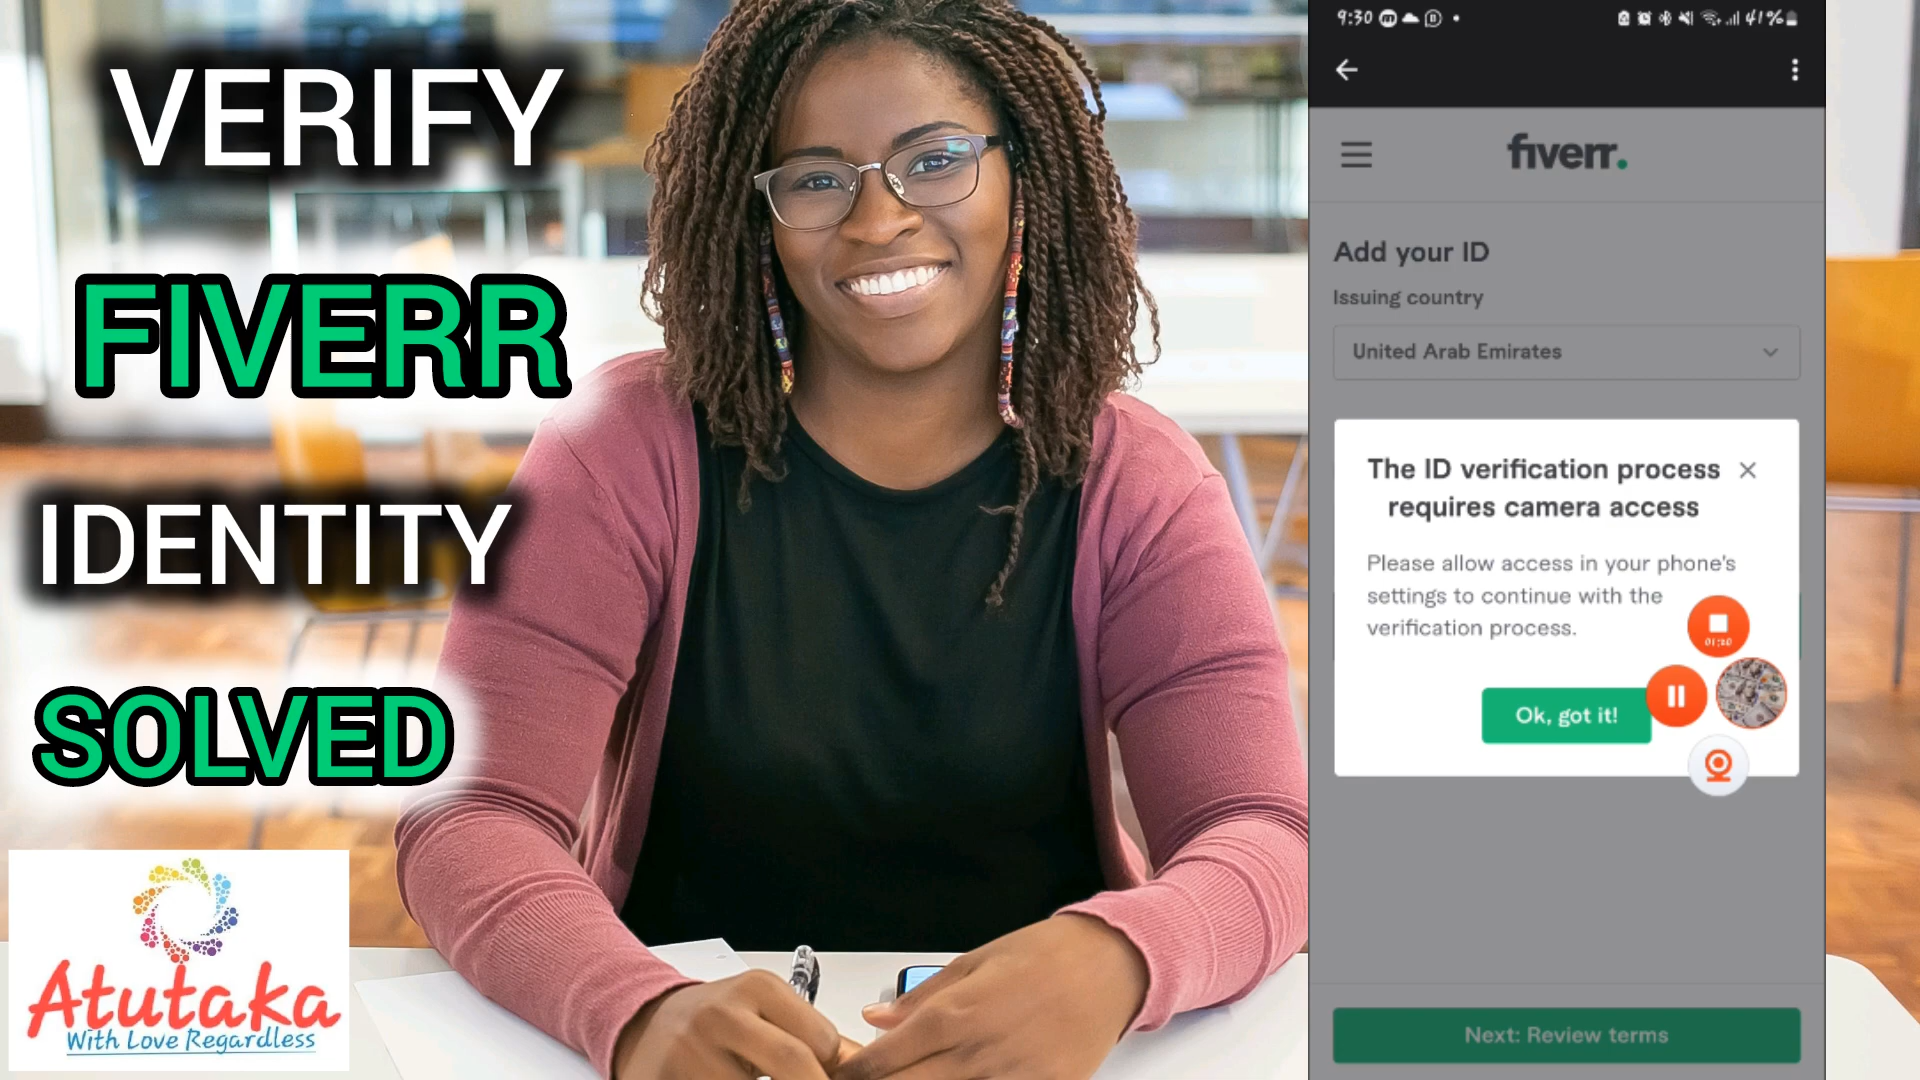 VERIFY
FIVERR
IDENTITY
SOLVED
Atutaka
With Love Regardless
9:30
41%
fiverr.
Add your ID
Issuing country
United Arab Emirates
The ID verification process
requires camera access
Please allow access in your phone's
settings to continue with the
verification process.
01:20
Ok, got it!
Next: Review terms